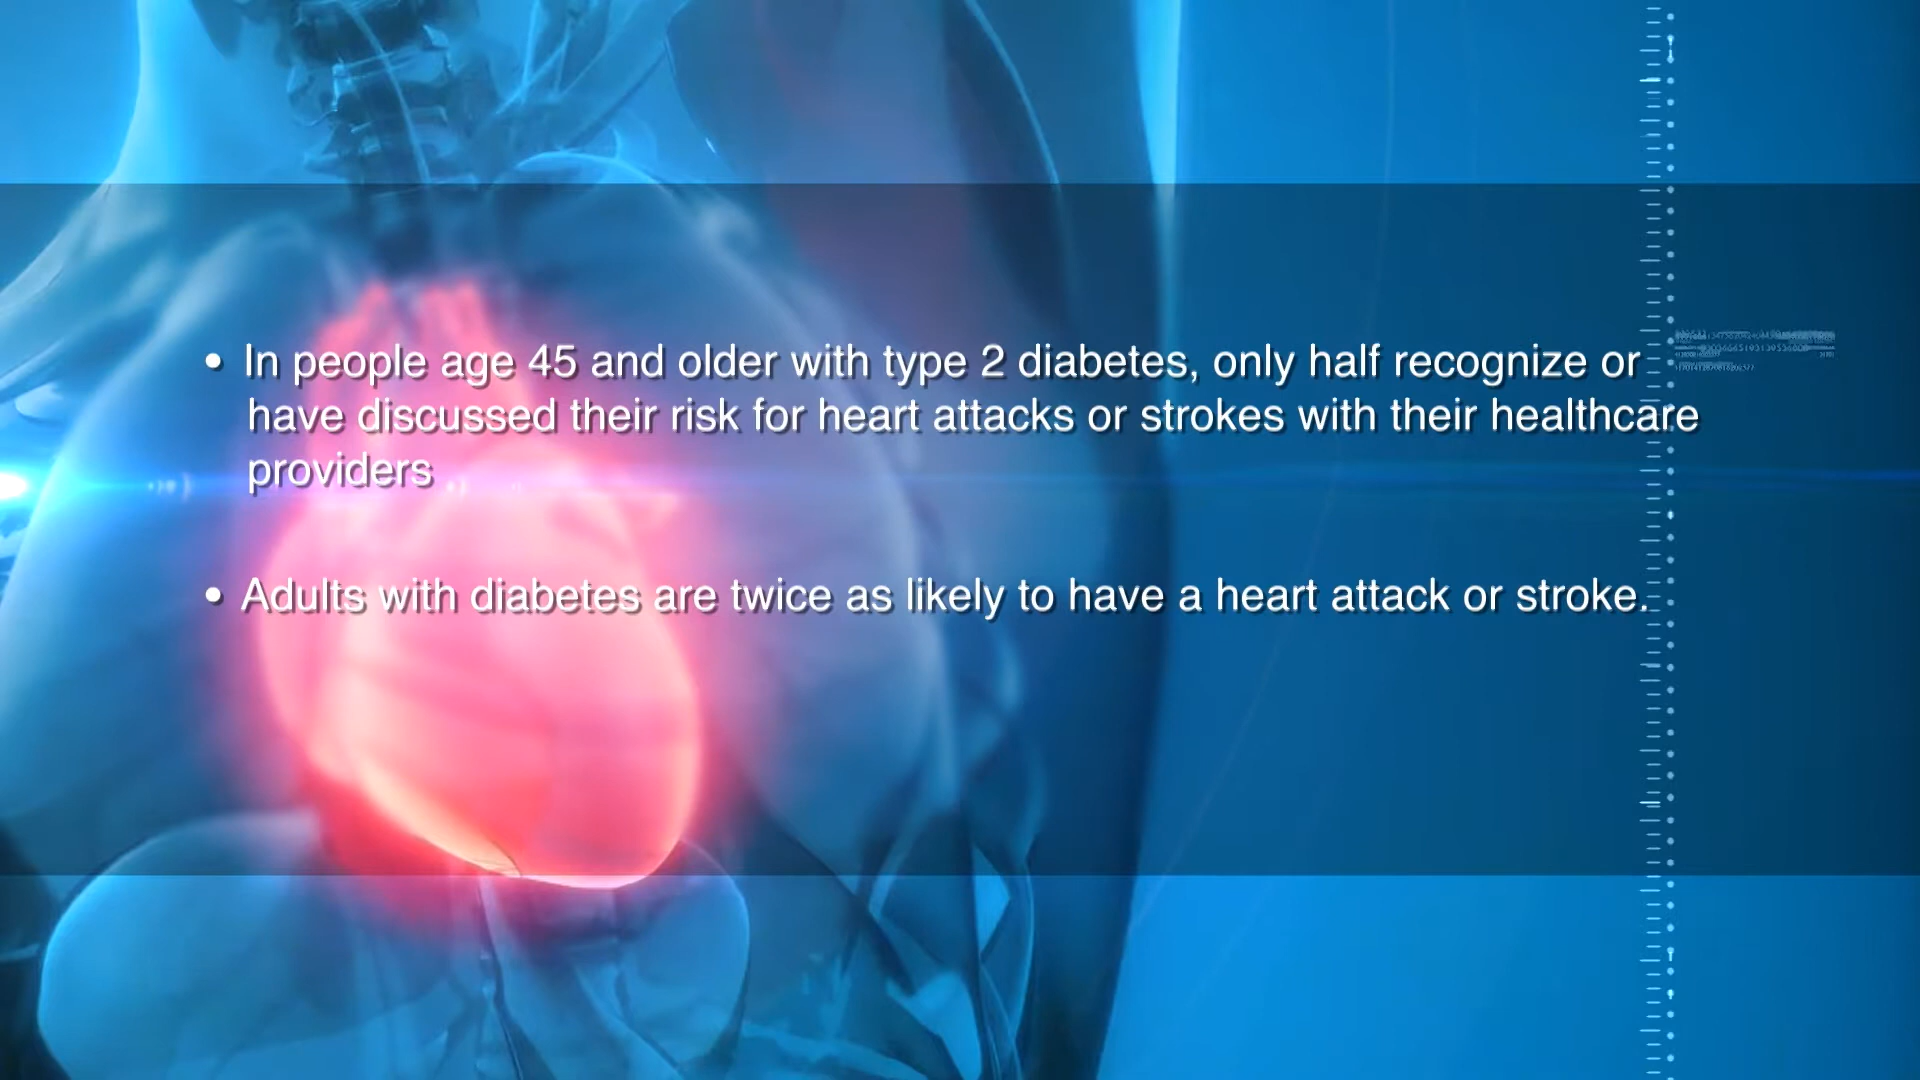 • In people age 45 and older with type 2 diabetes, only half recognize or
have discussed their risk for heart attacks or strokes with their healthcare
providers
• Adults with diabetes are twice as likely to have a heart attack or stroke.